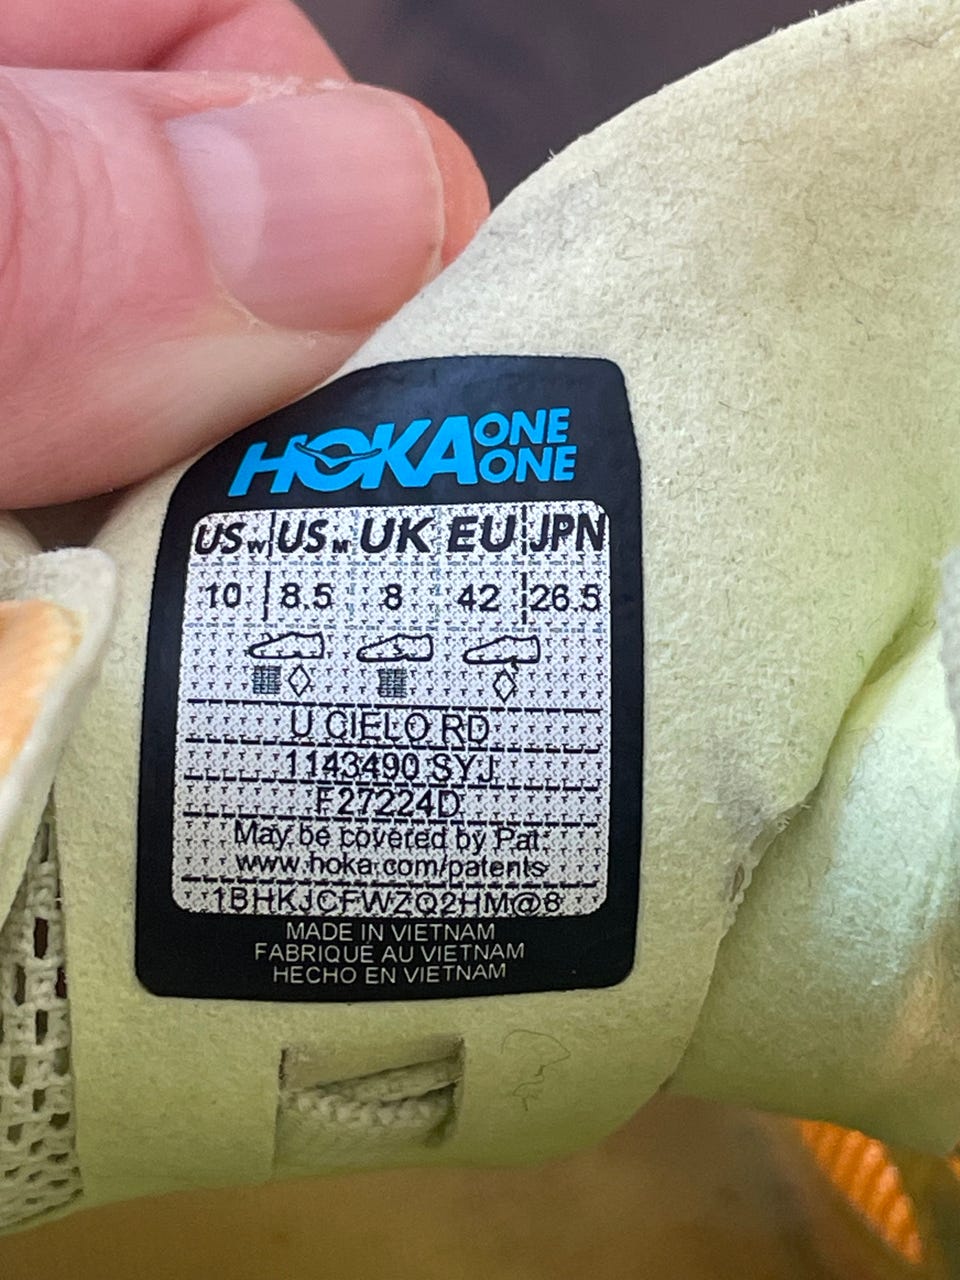 HOKA ONE ONE
US W US M UK EU JPN
10 8.5 8 42 26.5
U CIELO RD
1143490 SYJ
F27224D
May be covered by Pat.
www.hoka.com/patents
1BHKJCFWZQ2HM@8
MADE IN VIETNAM
FABRIQUÉ AU VIETNAM
HECHO EN VIETNAM